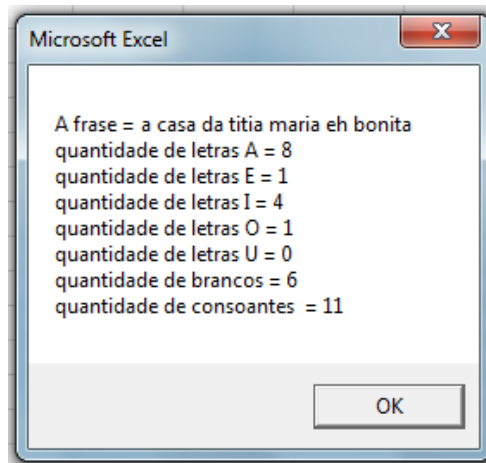 Microsoft Excel
A frase = a casa da titia maria eh bonita
quantidade de letras A = 8
quantidade de letras E = 1
quantidade de letras I = 4
quantidade de letras O = 1
quantidade de letras U = 0
quantidade de brancos = 6
quantidade de consoantes  = 11
OK